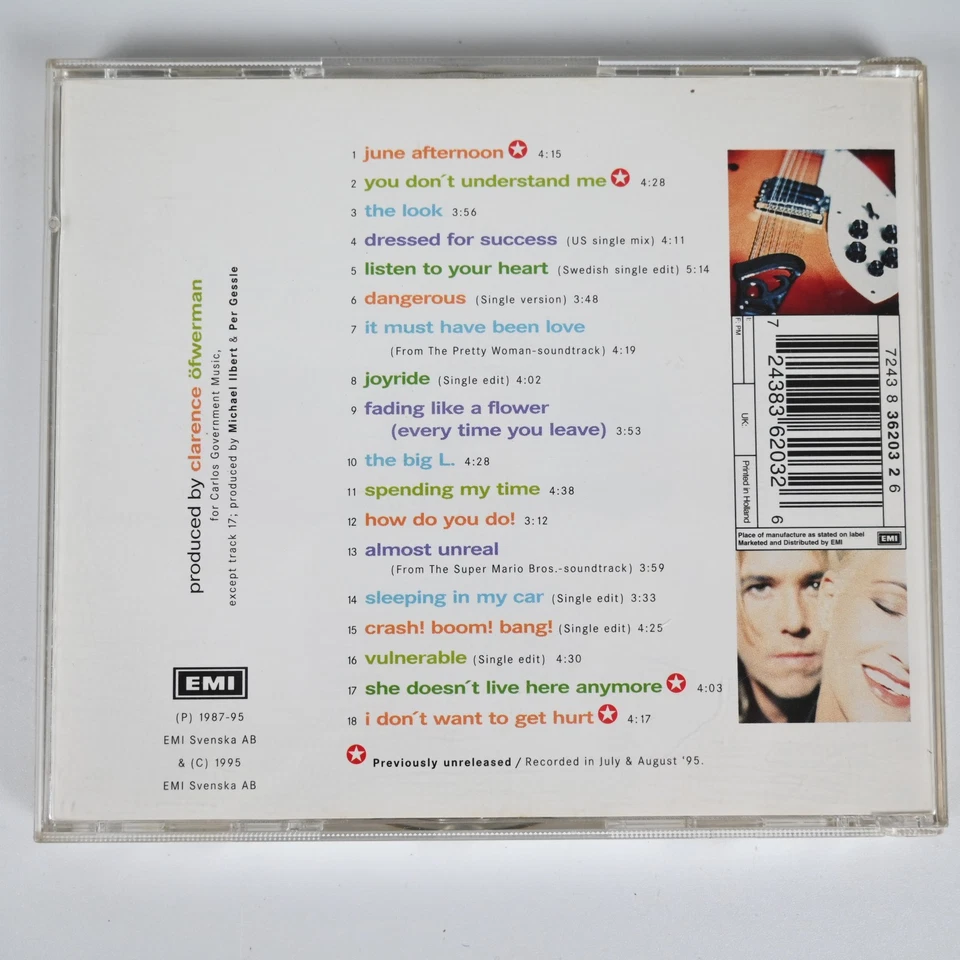 1 june afternoon 4:15
2 you don´t understand me 4:28
3 the look 3:56
4 dressed for success (US single mix) 4:11
5 listen to your heart (Swedish single edit) 5:14
6 dangerous (Single version) 3:48
7 it must have been love
(From The Pretty Woman-soundtrack) 4:19
8 joyride (Single edit) 4:02
9 fading like a flower
(every time you leave) 3:53
10 the big L. 4:28
11 spending my time 4:38
12 how do you do! 3:12
13 almost unreal
(From The Super Mario Bros.-soundtrack) 3:59
14 sleeping in my car (Single edit) 3:33
15 crash! boom! bang! (Single edit) 4:25
16 vulnerable (Single edit) 4:30
17 she doesn´t live here anymore 4:03
18 i don´t want to get hurt 4:17
Previously unreleased / Recorded in July & August '95.
produced by clarence öfwerman
for Carlos Government Music,
except track 17; produced by Michael Ilbert & Per Gessle
EMI
(P) 1987-95
EMI Svenska AB
& (C) 1995
EMI Svenska AB
7243 8 36203 2 6
7 24383 62032 6
F: PM
UK:
Printed in Holland
Place of manufacture as stated on label
Marketed and Distributed by EMI
EMI